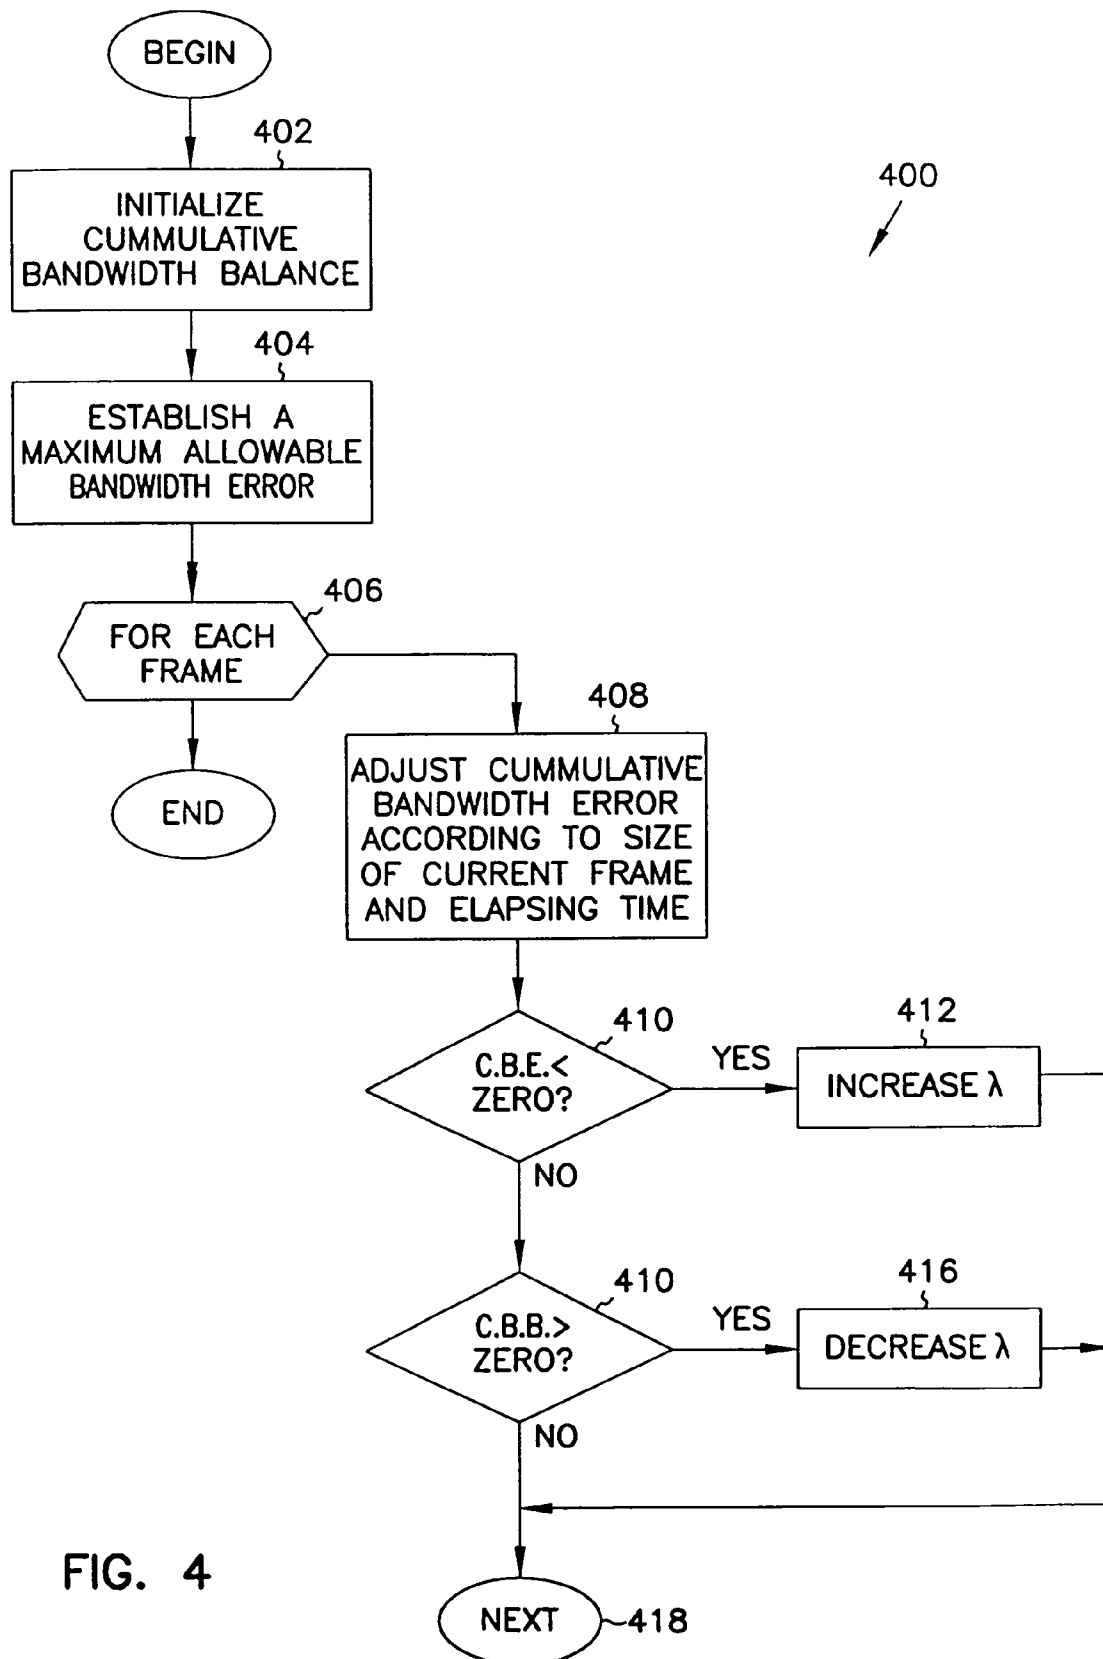 BEGIN
402
INITIALIZE
CUMMULATIVE
BANDWIDTH BALANCE
400
404
ESTABLISH A
MAXIMUM ALLOWABLE
BANDWIDTH ERROR
406
FOR EACH
FRAME
END
408
ADJUST CUMMULATIVE
BANDWIDTH ERROR
ACCORDING TO SIZE
OF CURRENT FRAME
AND ELAPSING TIME
410
C.B.E.<
ZERO?
YES
412
INCREASE λ
NO
410
C.B.B.>
ZERO?
YES
416
DECREASE λ
NO
FIG. 4
NEXT
418